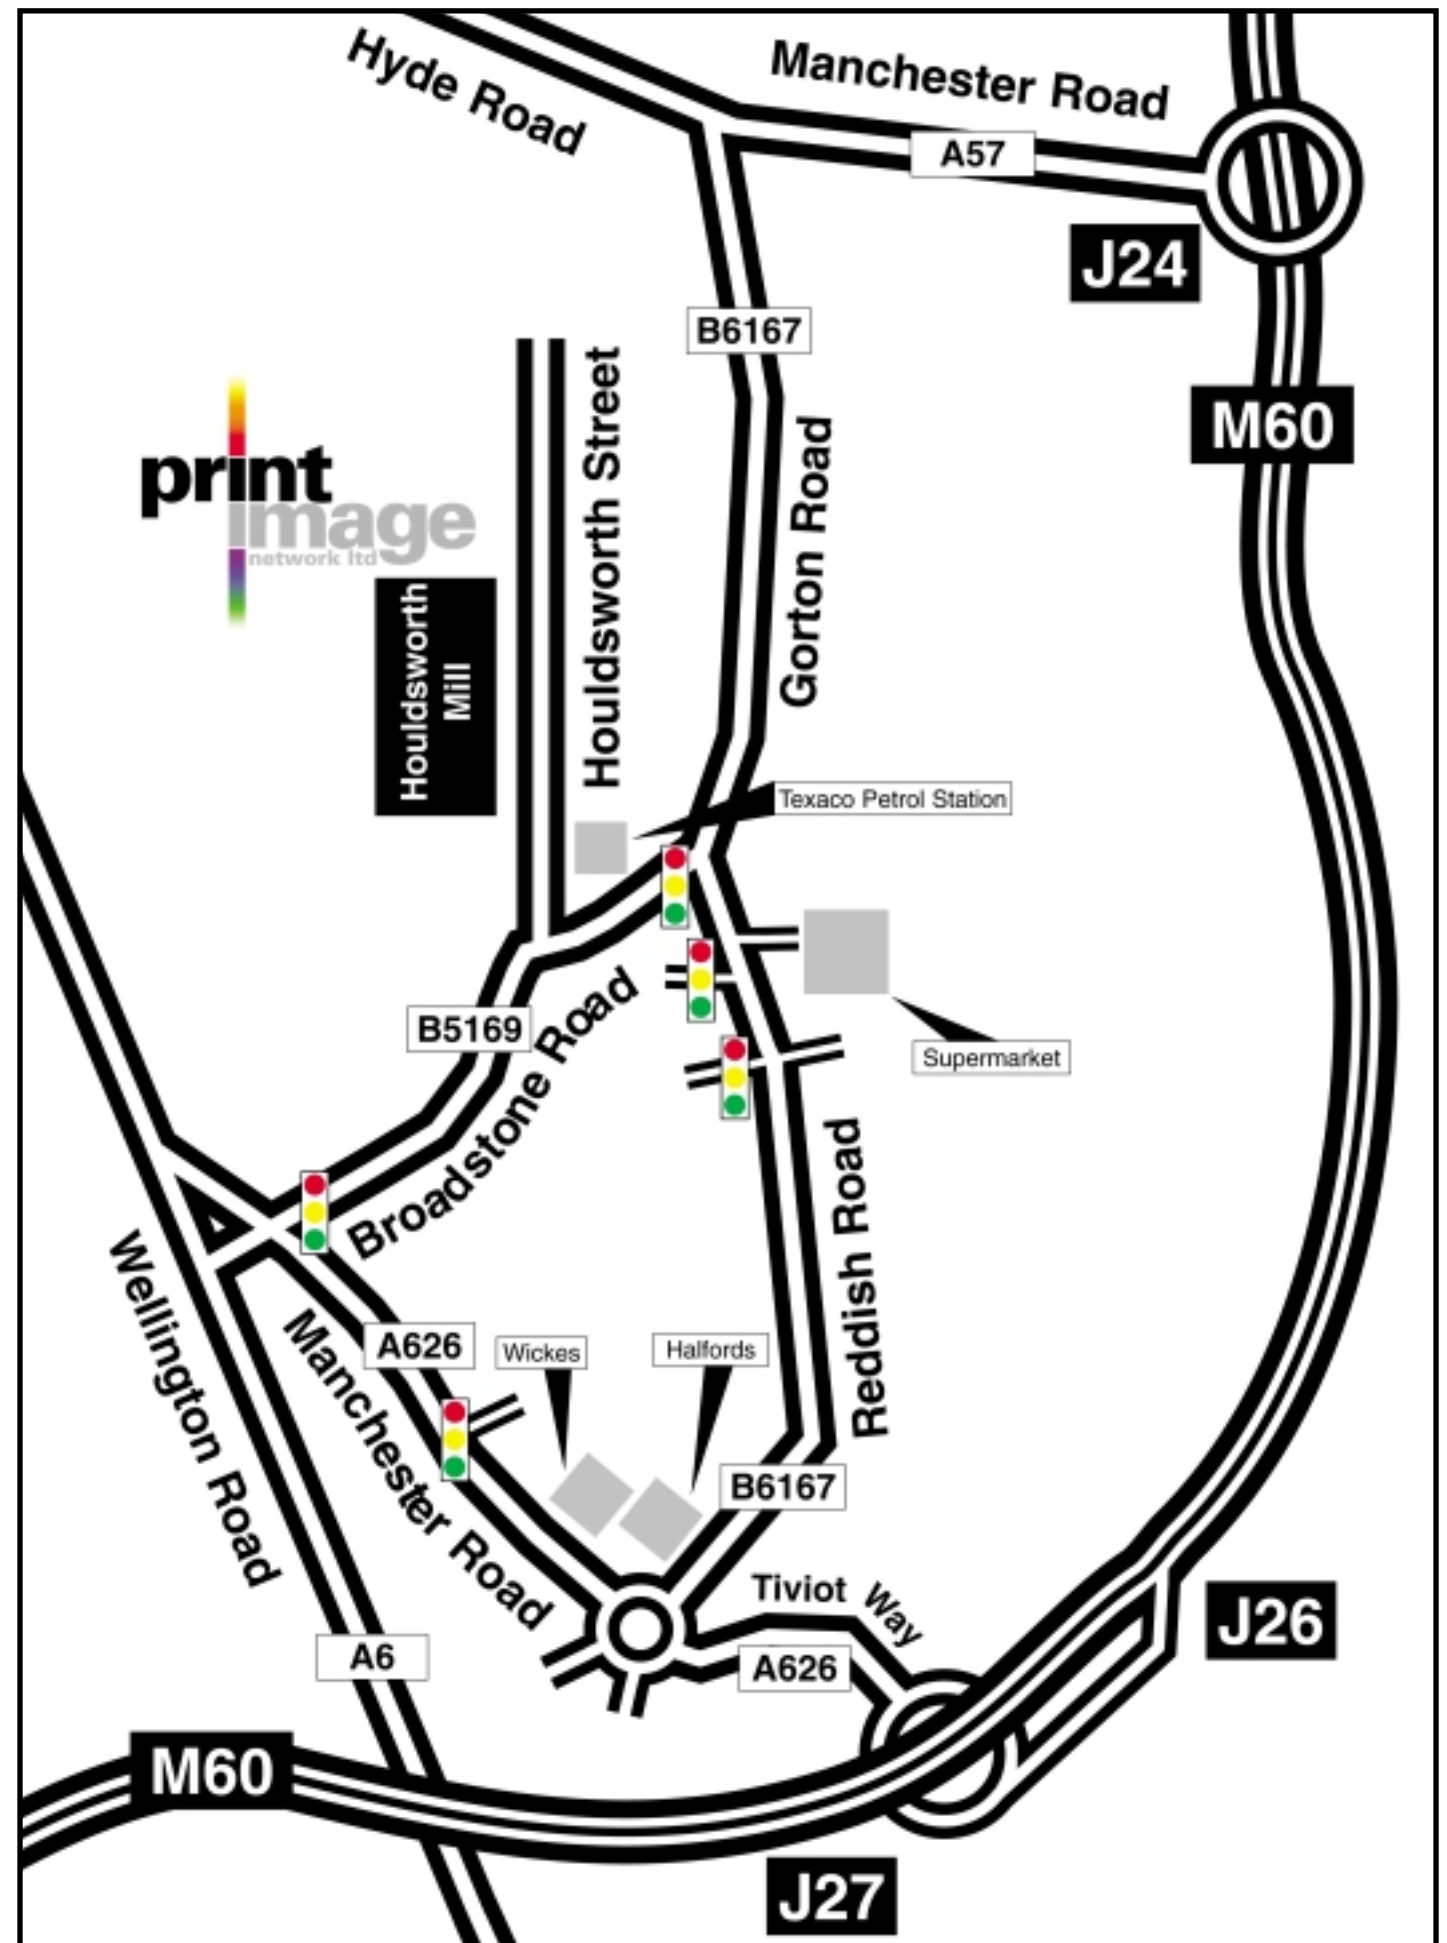 Hyde Road
Manchester Road
A57
J24
B6167
M60
Houldsworth Street
Gorton Road
print
image
network ltd
Houldsworth
Mill
Texaco Petrol Station
B5169
Broadstone Road
Supermarket
Reddish Road
Wellington Road
Manchester Road
A626
Wickes
Halfords
B6167
Tiviot Way
A626
J26
A6
M60
J27